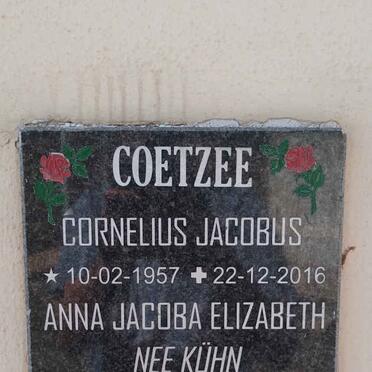 COETZEE
CORNELIUS JACOBUS
★ 10-02-1957 ✚ 22-12-2016
ANNA JACOBA ELIZABETH
NEE KÜHN